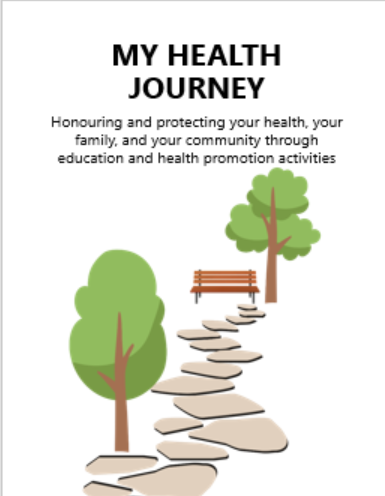 MY HEALTH
JOURNEY
Honouring and protecting your health, your
family, and your community through
education and health promotion activities